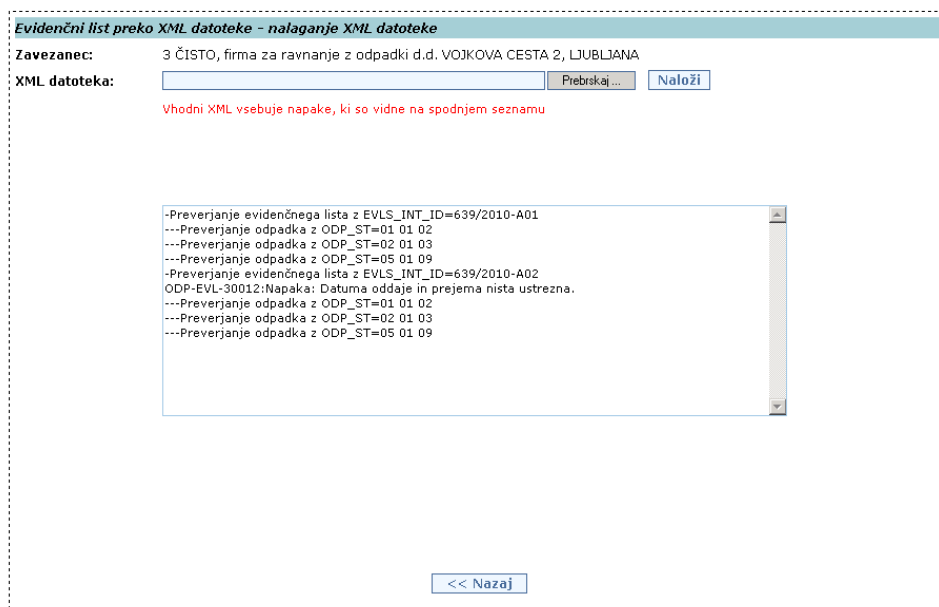 Evidenčni list preko XML datoteke - nalaganje XML datoteke
Zavezanec: 3 ČISTO, firma za ravnanje z odpadki d.d. VOJKOVA CESTA 2, LJUBLJANA
XML datoteka: Prebrskaj ... Naloži
Vhodni XML vsebuje napake, ki so vidne na spodnjem seznamu
-Preverjanje evidenčnega lista z EVLS_INT_ID=639/2010-A01
---Preverjanje odpadka z ODP_ST=01 01 02
---Preverjanje odpadka z ODP_ST=02 01 03
---Preverjanje odpadka z ODP_ST=05 01 09
-Preverjanje evidenčnega lista z EVLS_INT_ID=639/2010-A02
ODP-EVL-30012:Napaka: Datuma oddaje in prejema nista ustrezna.
---Preverjanje odpadka z ODP_ST=01 01 02
---Preverjanje odpadka z ODP_ST=02 01 03
---Preverjanje odpadka z ODP_ST=05 01 09
<< Nazaj